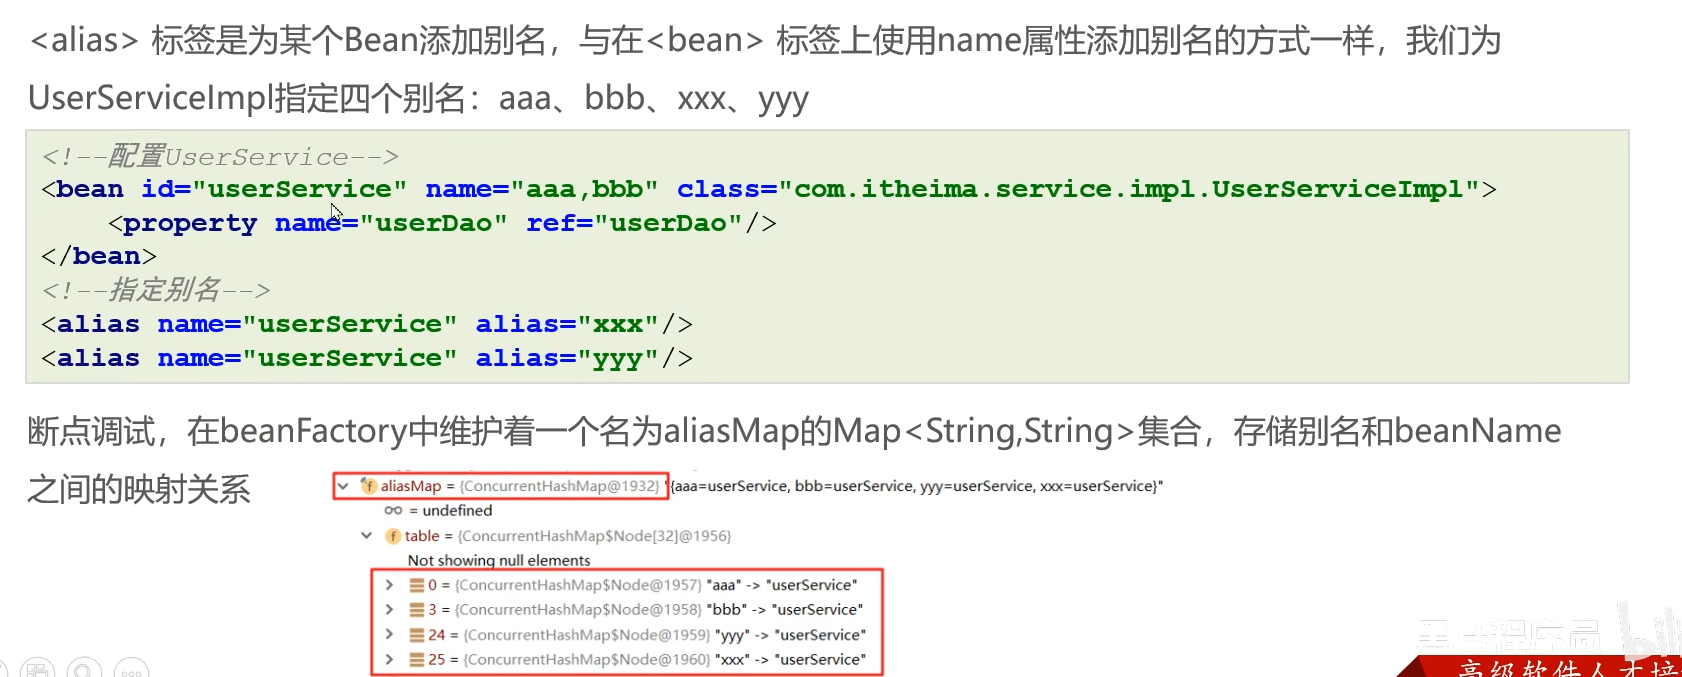 <alias> 标签是为某个Bean添加别名，与在<bean> 标签上使用name属性添加别名的方式一样，我们为
UserServiceImpl指定四个别名：aaa、bbb、xxx、yyy
<!--配置UserService-->
<bean id="userService" name="aaa,bbb" class="com.itheima.service.impl.UserServiceImpl">
<property name="userDao" ref="userDao"/>
</bean>
<!--指定别名-->
<alias name="userService" alias="xxx"/>
<alias name="userService" alias="yyy"/>
断点调试，在beanFactory中维护着一个名为aliasMap的Map<String,String>集合，存储别名和beanName
之间的映射关系
f aliasMap = {ConcurrentHashMap@1932} "{aaa=userService, bbb=userService, yyy=userService, xxx=userService}"
= undefined
f table = {ConcurrentHashMap$Node[32]@1956}
Not showing null elements
0 = {ConcurrentHashMap$Node@1957} "aaa" -> "userService"
3 = {ConcurrentHashMap$Node@1958} "bbb" -> "userService"
24 = {ConcurrentHashMap$Node@1959} "yyy" -> "userService"
25 = {ConcurrentHashMap$Node@1960} "xxx" -> "userService"
黑马程序员
高级软件人才培